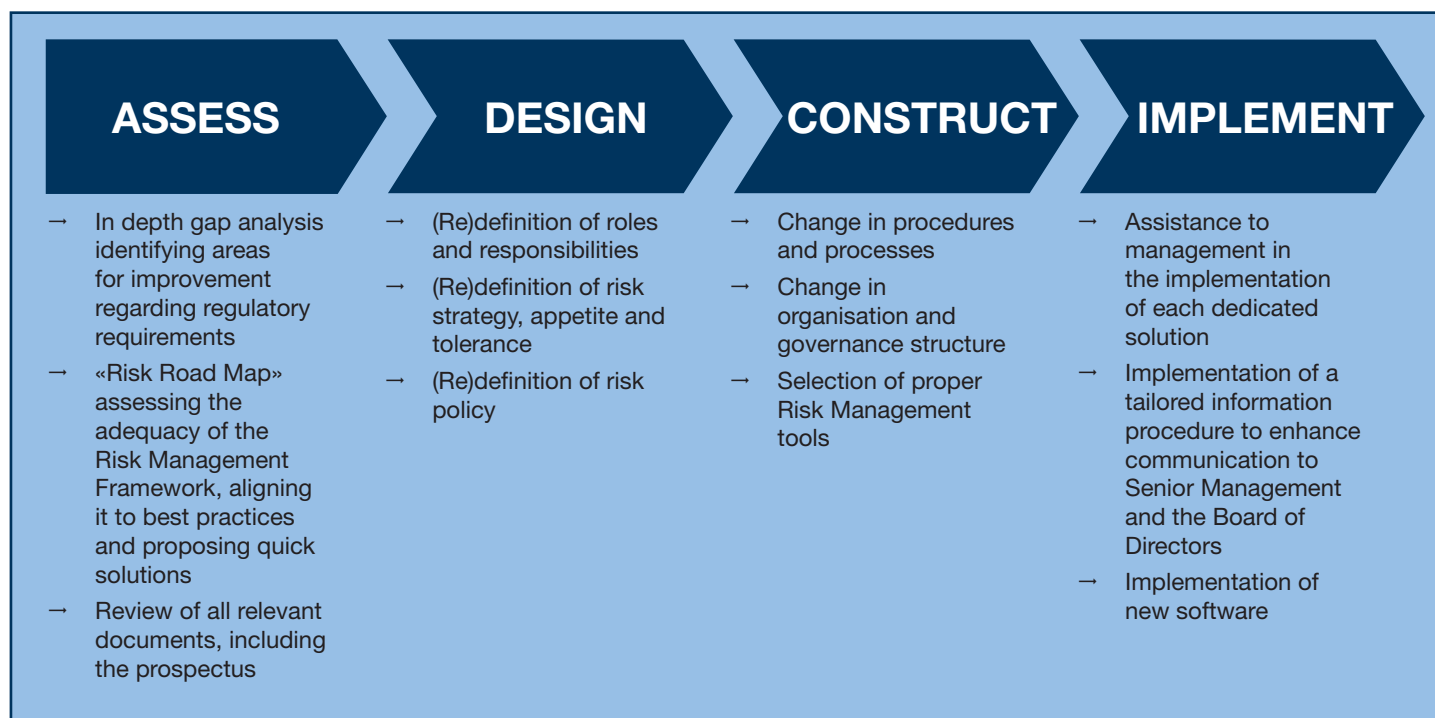 ASSESS
→ In depth gap analysis
identifying areas
for improvement
regarding regulatory
requirements
→ «Risk Road Map»
assessing the
adequacy of the
Risk Management
Framework, aligning
it to best practices
and proposing quick
solutions
→ Review of all relevant
documents, including
the prospectus
DESIGN
→ (Re)definition of roles
and responsibilities
→ (Re)definition of risk
strategy, appetite and
tolerance
→ (Re)definition of risk
policy
CONSTRUCT
→ Change in procedures
and processes
→ Change in
organisation and
governance structure
→ Selection of proper
Risk Management
tools
IMPLEMENT
→ Assistance to
management in
the implementation
of each dedicated
solution
→ Implementation of a
tailored information
procedure to enhance
communication to
Senior Management
and the Board of
Directors
→ Implementation of
new software